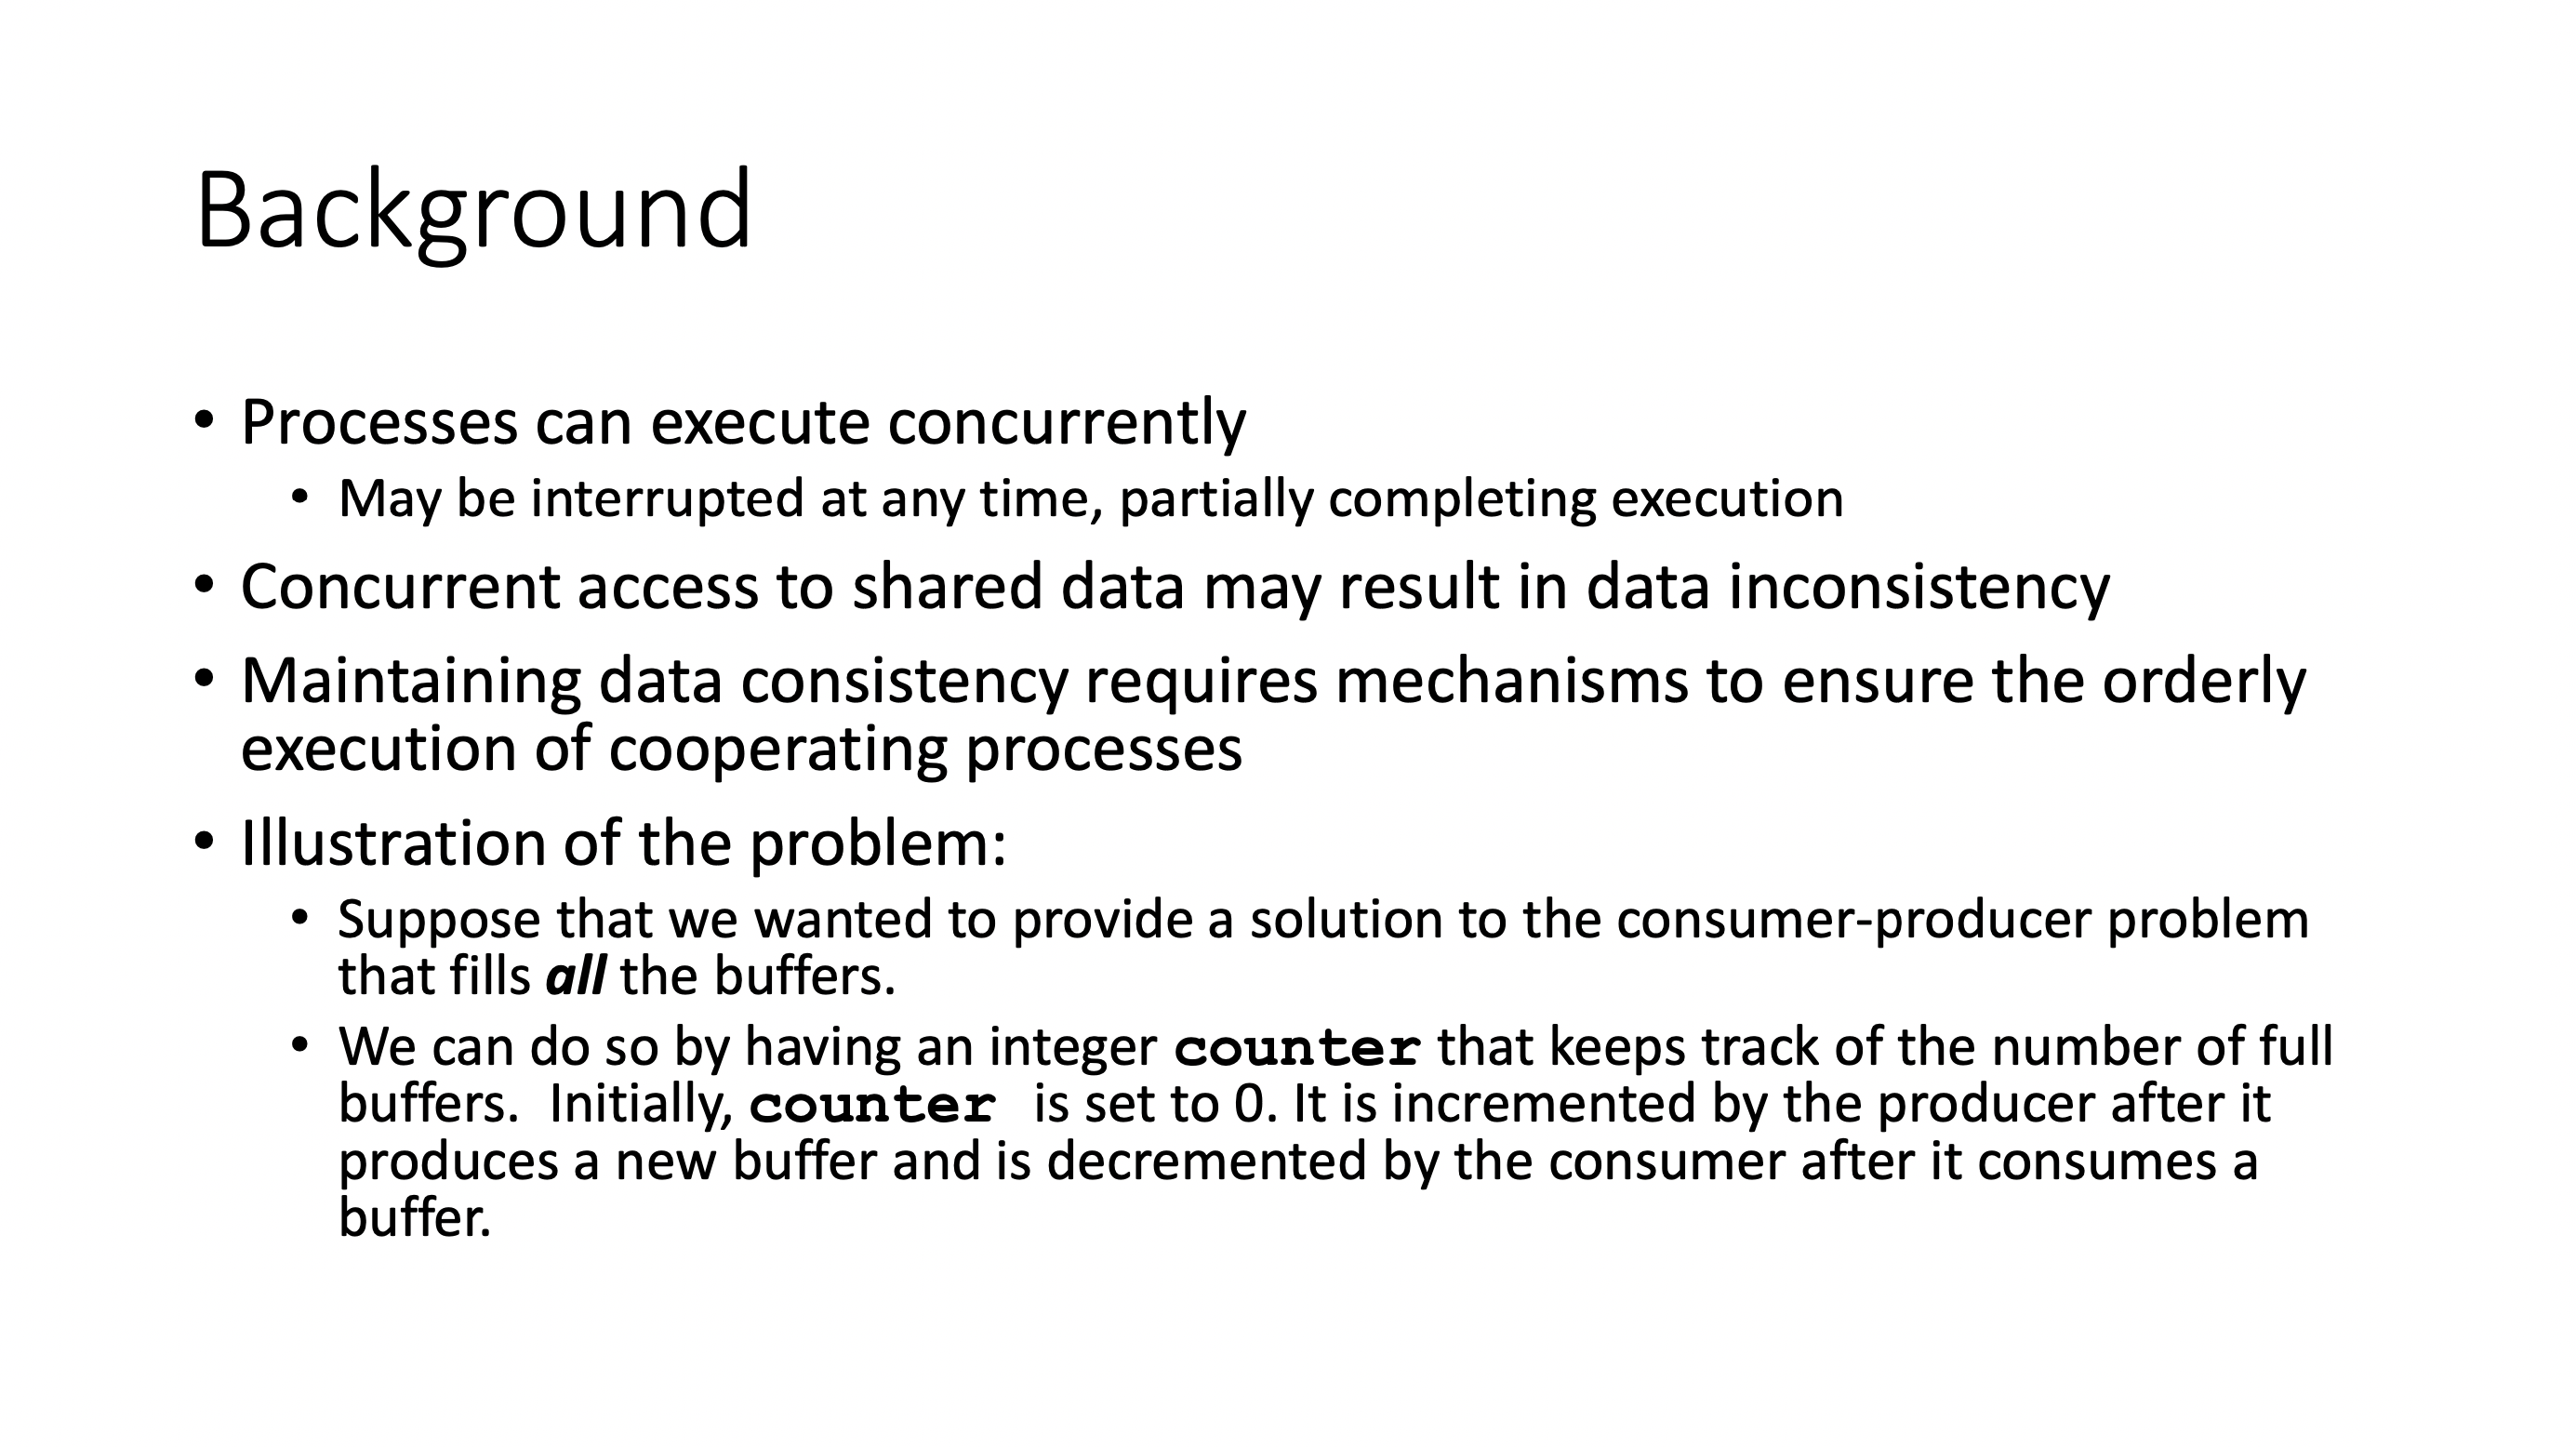 Background
• Processes can execute concurrently
• May be interrupted at any time, partially completing execution
• Concurrent access to shared data may result in data inconsistency
• Maintaining data consistency requires mechanisms to ensure the orderly
execution of cooperating processes
• Illustration of the problem:
• Suppose that we wanted to provide a solution to the consumer-producer problem
that fills all the buffers.
• We can do so by having an integer counter that keeps track of the number of full
buffers.  Initially, counter  is set to 0. It is incremented by the producer after it
produces a new buffer and is decremented by the consumer after it consumes a
buffer.